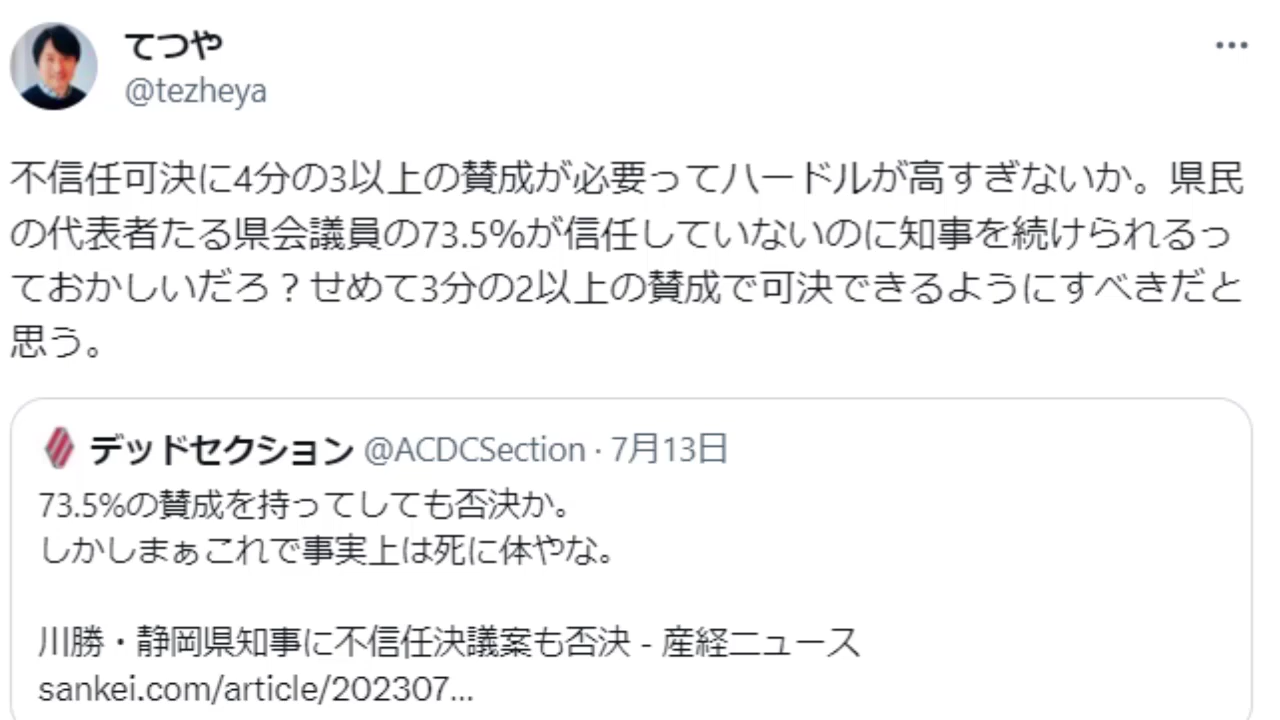 てつや
@tezheya
不信任可決に4分の3以上の賛成が必要ってハードルが高すぎないか。県民
の代表者たる県会議員の73.5%が信任していないのに知事を続けられるっ
ておかしいだろ？せめて3分の2以上の賛成で可決できるようにすべきだと
思う。
デッドセクション @ACDCSection · 7月13日
73.5%の賛成を持ってしても否決か。
しかしまぁこれで事実上は死に体やな。
川勝・静岡県知事に不信任決議案も否決 - 産経ニュース
sankei.com/article/202307...